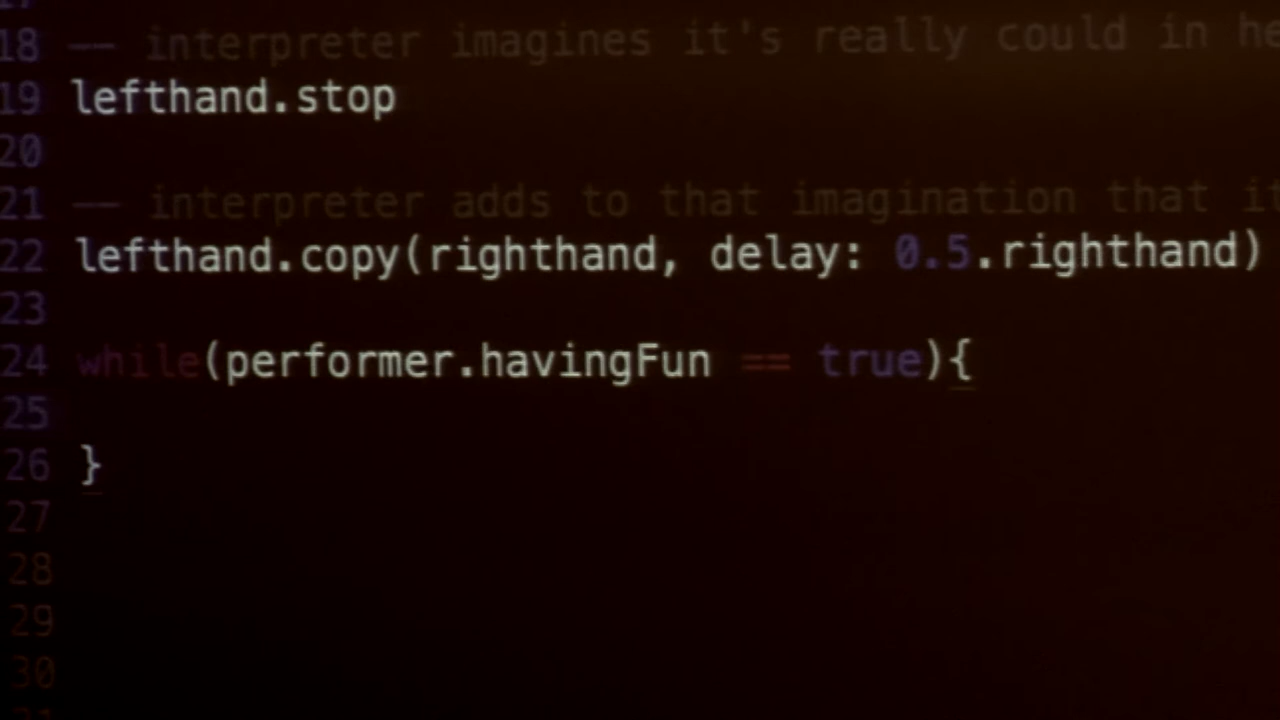 18 -- interpreter imagines it's really could in he
19 lefthand.stop
20
21 -- interpreter adds to that imagination that it
22 lefthand.copy(righthand, delay: 0.5.righthand)
23
24 while(performer.havingFun == true){
25
26 }
27
28
29
30